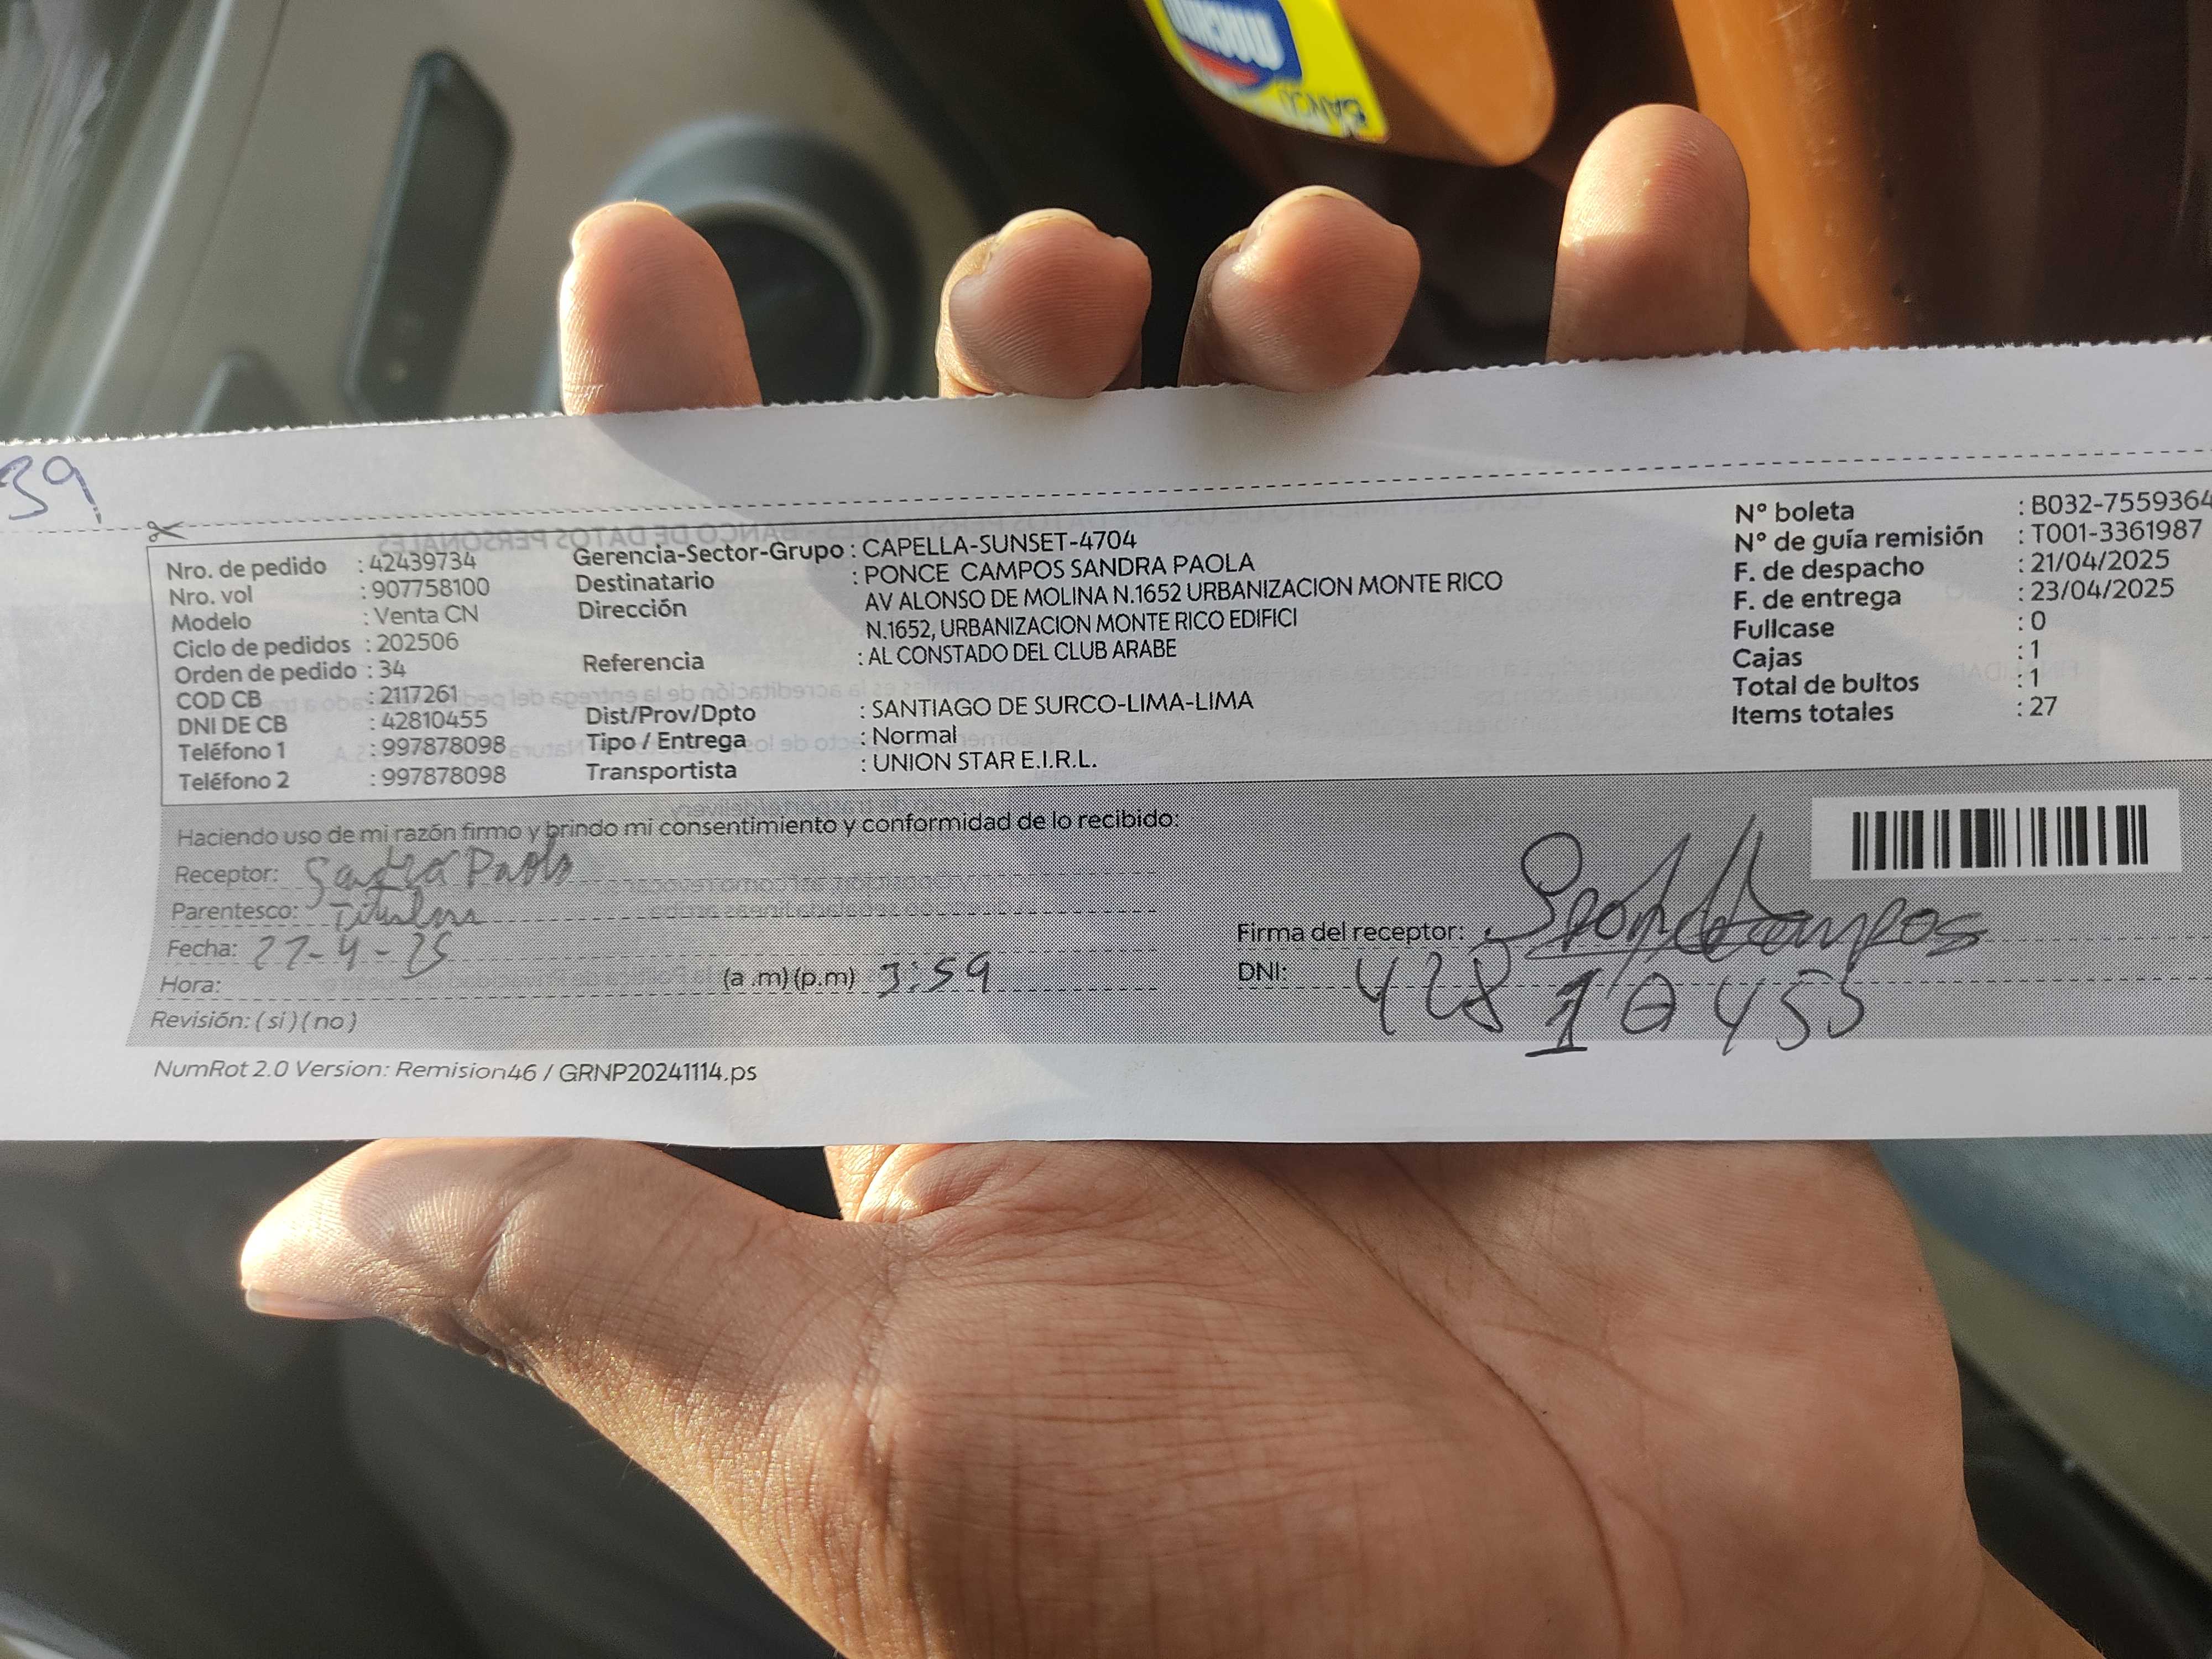 39
Nro. de pedido : 42439734
Nro. vol : 907758100
Modelo : Venta CN
Ciclo de pedidos : 202506
Orden de pedido : 34
COD CB : 2117261
DNI DE CB : 42810455
Teléfono 1 : 997878098
Teléfono 2 : 997878098
Gerencia-Sector-Grupo : CAPELLA-SUNSET-4704
Destinatario : PONCE CAMPOS SANDRA PAOLA
Dirección AV ALONSO DE MOLINA N.1652 URBANIZACION MONTE RICO
N.1652, URBANIZACION MONTE RICO EDIFICI
Referencia : AL CONSTADO DEL CLUB ARABE
Dist/Prov/Dpto : SANTIAGO DE SURCO-LIMA-LIMA
Tipo / Entrega : Normal
Transportista : UNION STAR E.I.R.L.
N° boleta : B032-7559364
N° de guía remisión : T001-3361987
F. de despacho : 21/04/2025
F. de entrega : 23/04/2025
Fullcase : 0
Cajas : 1
Total de bultos : 1
Items totales : 27
Haciendo uso de mi razón firmo y brindo mi consentimiento y conformidad de lo recibido:
Receptor: Sandra Paola
Parentesco: Titular
Fecha: 22-4-25
Hora: (a .m) (p.m) 3:59
Revisión: ( si ) ( no )
Firma del receptor: Campos
DNI: 42810455
NumRot 2.0 Version: Remision46 / GRNP20241114.ps